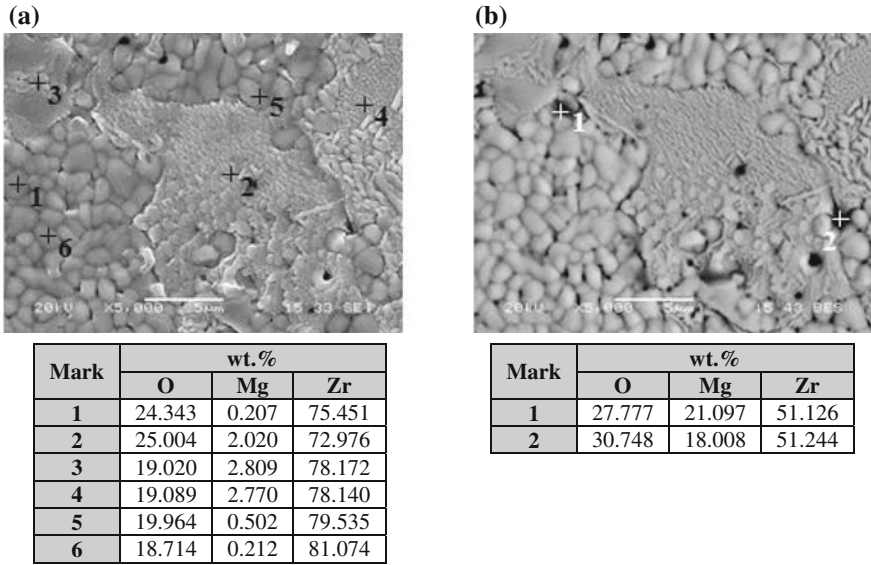 (a)
3
5
4
2
1
6
20kV X5,000 5µm 15 33 SEI
Mark wt.%
O Mg Zr
1 24.343 0.207 75.451
2 25.004 2.020 72.976
3 19.020 2.809 78.172
4 19.089 2.770 78.140
5 19.964 0.502 79.535
6 18.714 0.212 81.074
(b)
1
2
20kV X5,000 5µm 15 43 BES
Mark wt.%
O Mg Zr
1 27.777 21.097 51.126
2 30.748 18.008 51.244